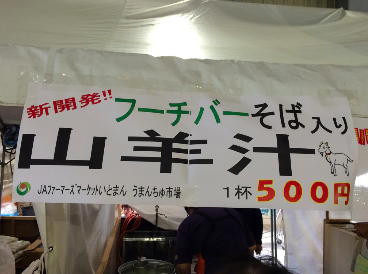 新開発!!
フーチバーそば入り
山羊汁
JAファーマーズマーケットいとまん うまんちゅ市場
1杯500円